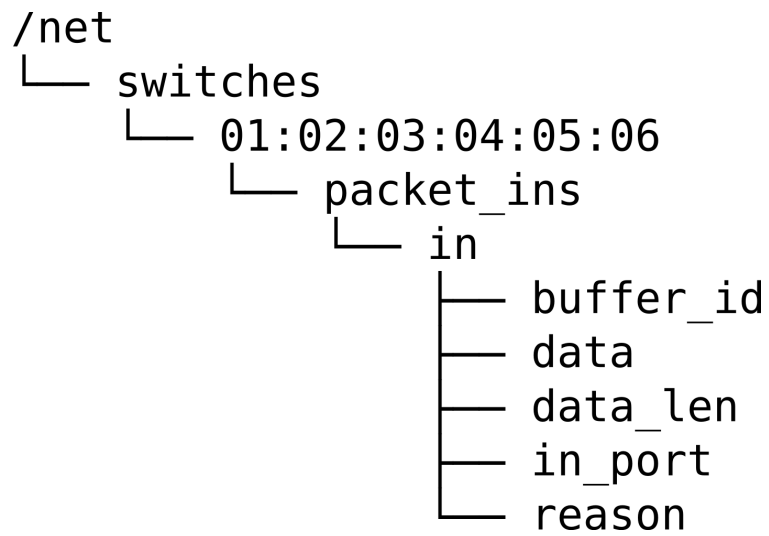 /net
switches
01:02:03:04:05:06
packet_ins
in
buffer_id
data
data_len
in_port
reason